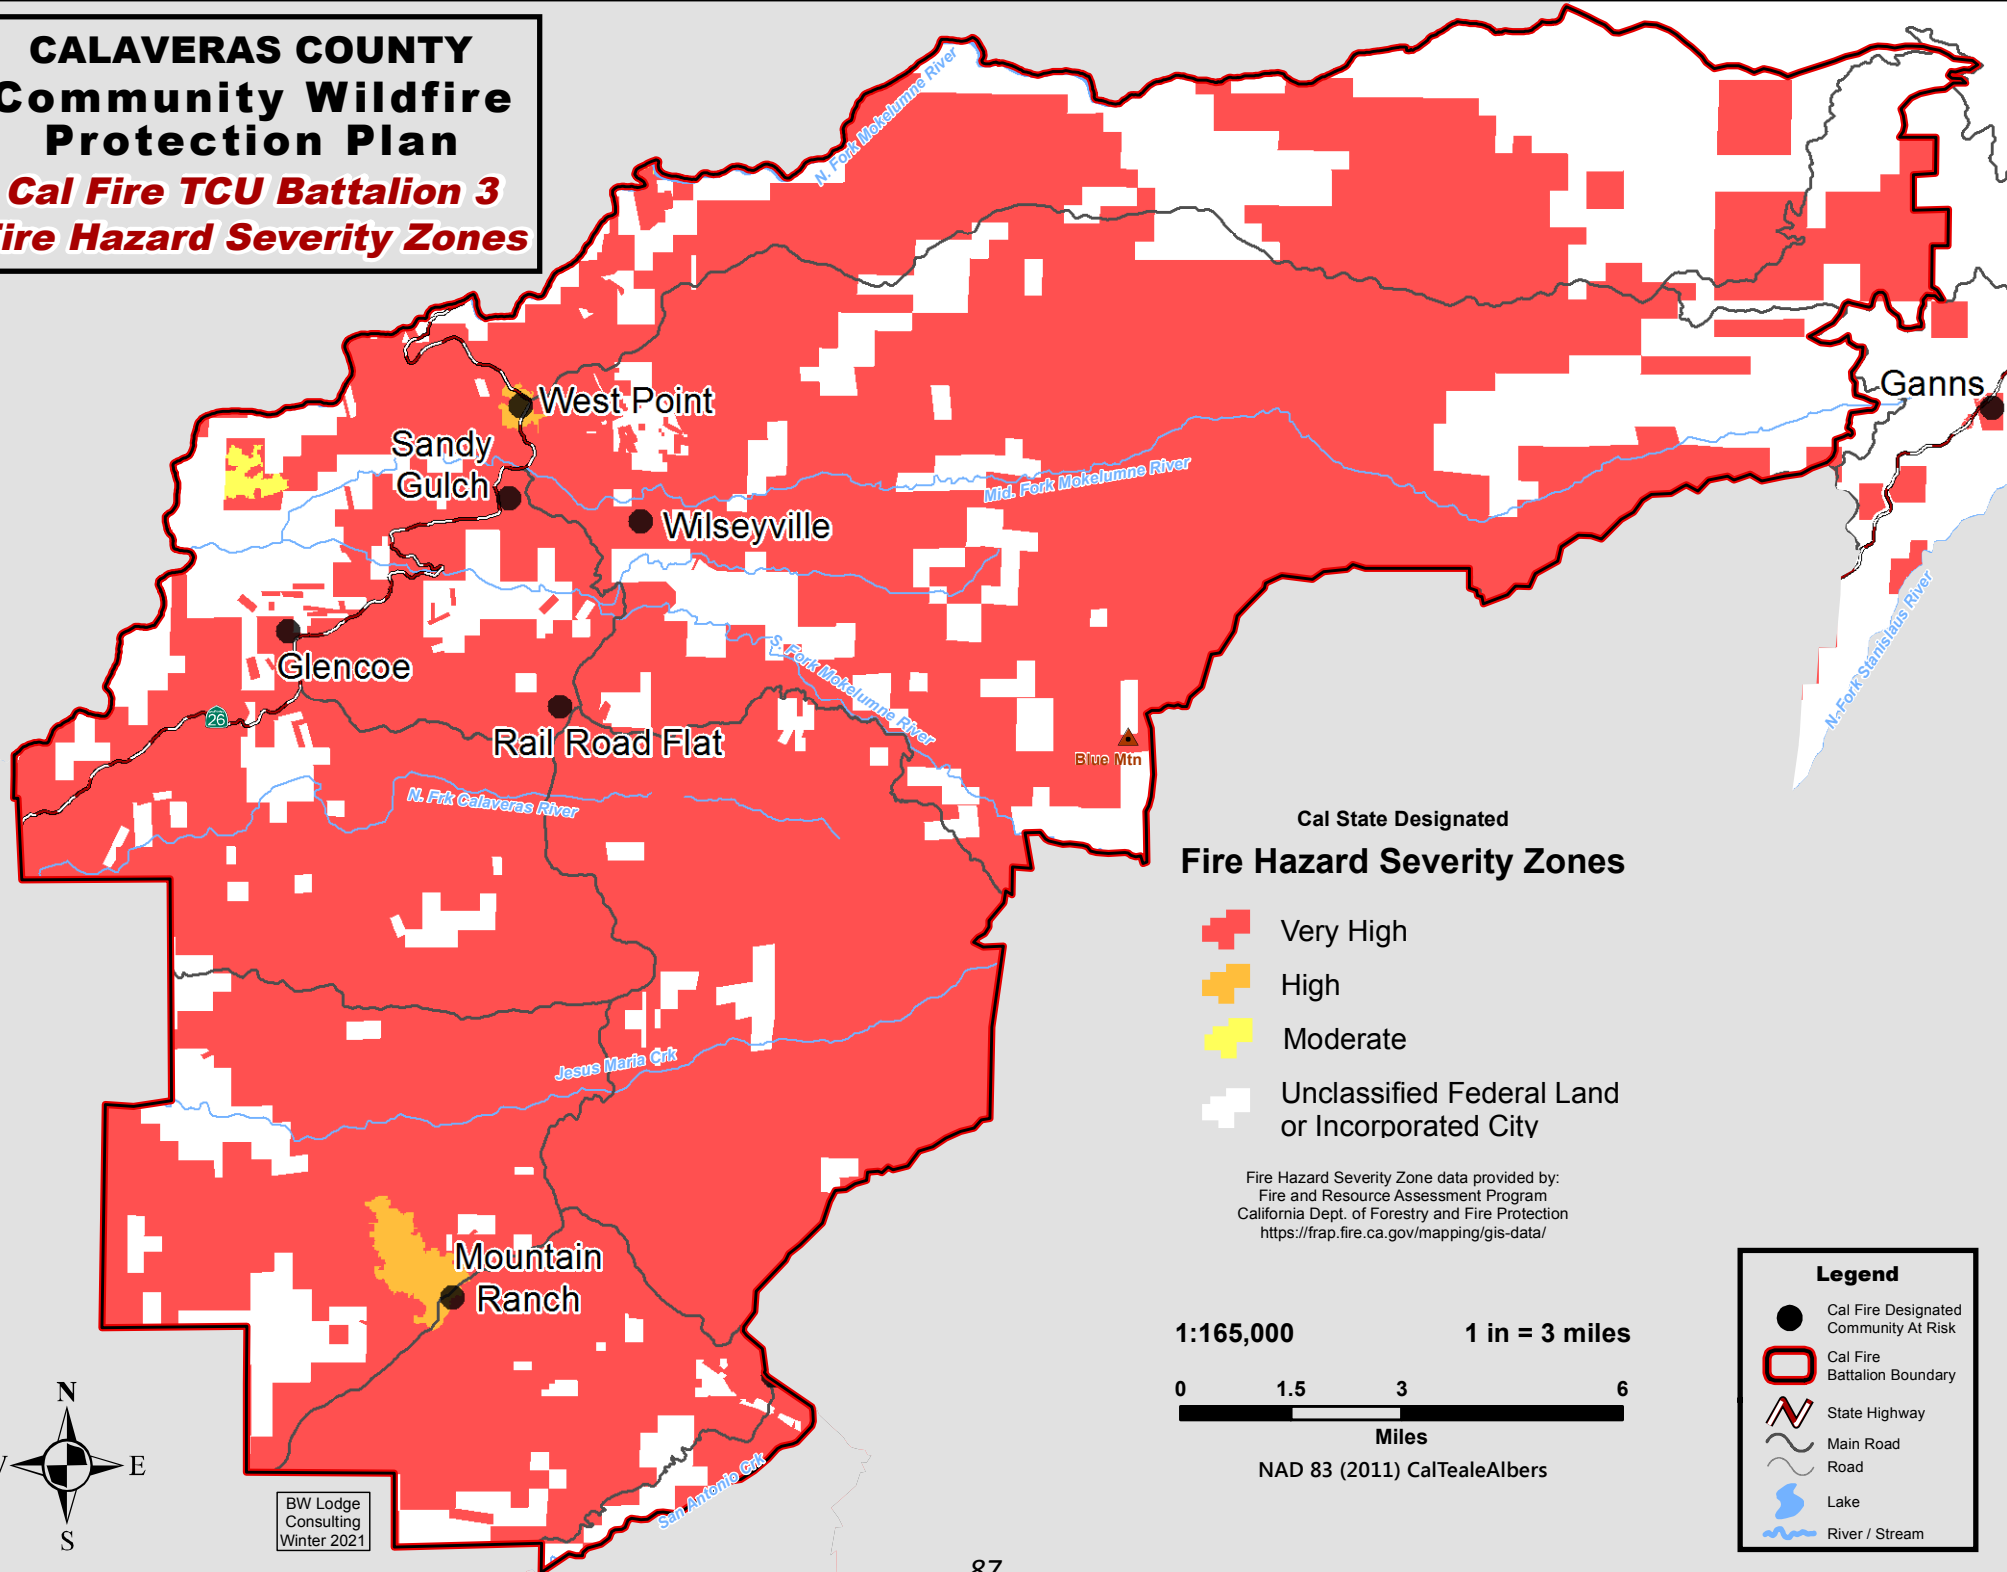 CALAVERAS COUNTY
Community Wildfire
Protection Plan
Cal Fire TCU Battalion 3
Fire Hazard Severity Zones
N. Fork Mokelumne River
West Point
Sandy
Gulch
Wilseyville
Mid. Fork Mokelumne River
Ganns
Glencoe
26
Rail Road Flat
S. Fork Mokelumne River
Blue Mtn
N. Fork Stanislaus River
N. Frk Calaveras River
Jesus Maria Crk
Mountain
Ranch
San Antonio Crk
Cal State Designated
Fire Hazard Severity Zones
Very High
High
Moderate
Unclassified Federal Land
or Incorporated City
Fire Hazard Severity Zone data provided by:
Fire and Resource Assessment Program
California Dept. of Forestry and Fire Protection
https://frap.fire.ca.gov/mapping/gis-data/
1:165,000 1 in = 3 miles
0 1.5 3 6
Miles
NAD 83 (2011) CalTealeAlbers
Legend
Cal Fire Designated
Community At Risk
Cal Fire
Battalion Boundary
State Highway
Main Road
Road
Lake
River / Stream
N
E
S
BW Lodge
Consulting
Winter 2021
87